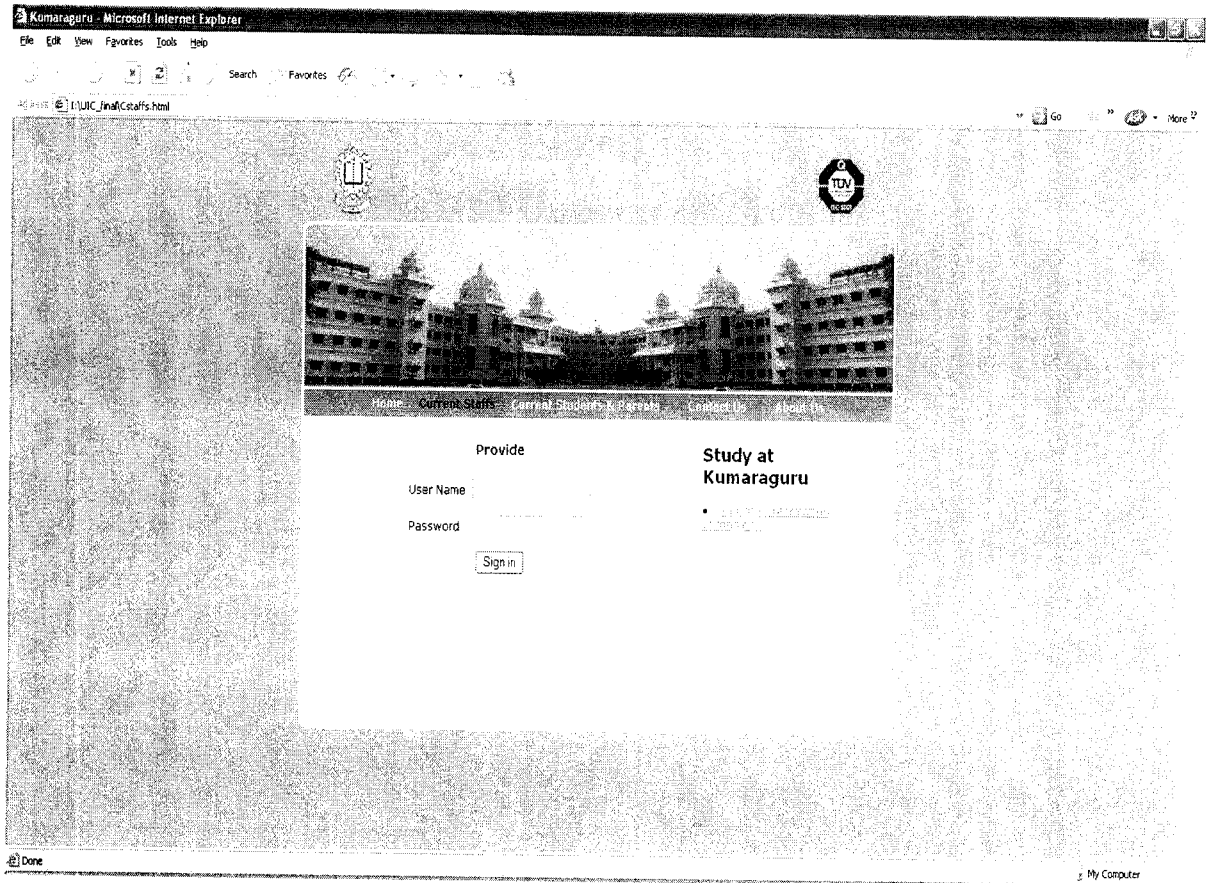 Kumaraguru - Microsoft Internet Explorer
File Edit View Favorites Tools Help
Search Favorites
I:\UIC_final\Cstaffs.html
Go » More »
TÜV
Home Current Staffs Current Students & Parents Contact Us About Us
Provide
User Name
Password
Sign in
Study at
Kumaraguru
Done
My Computer